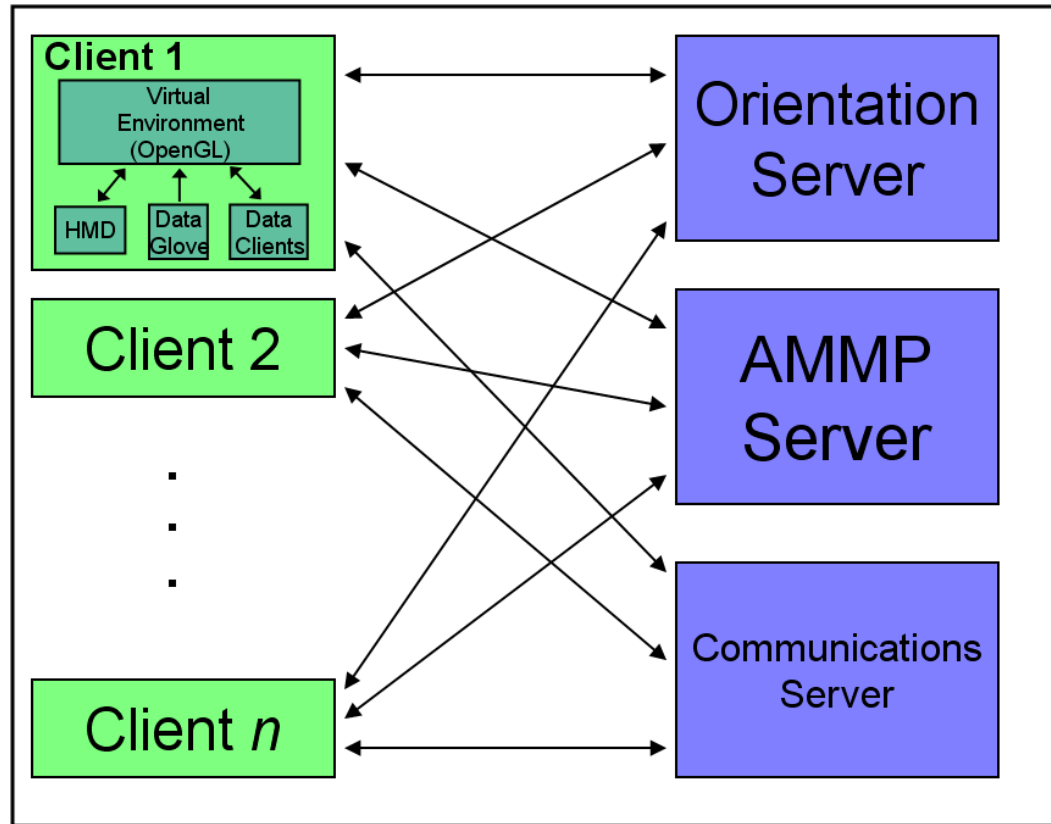 Client 1
Virtual
Environment
(OpenGL)
HMD
Data
Glove
Data
Clients
Client 2
.
.
.
Client n
Orientation
Server
AMMP
Server
Communications
Server